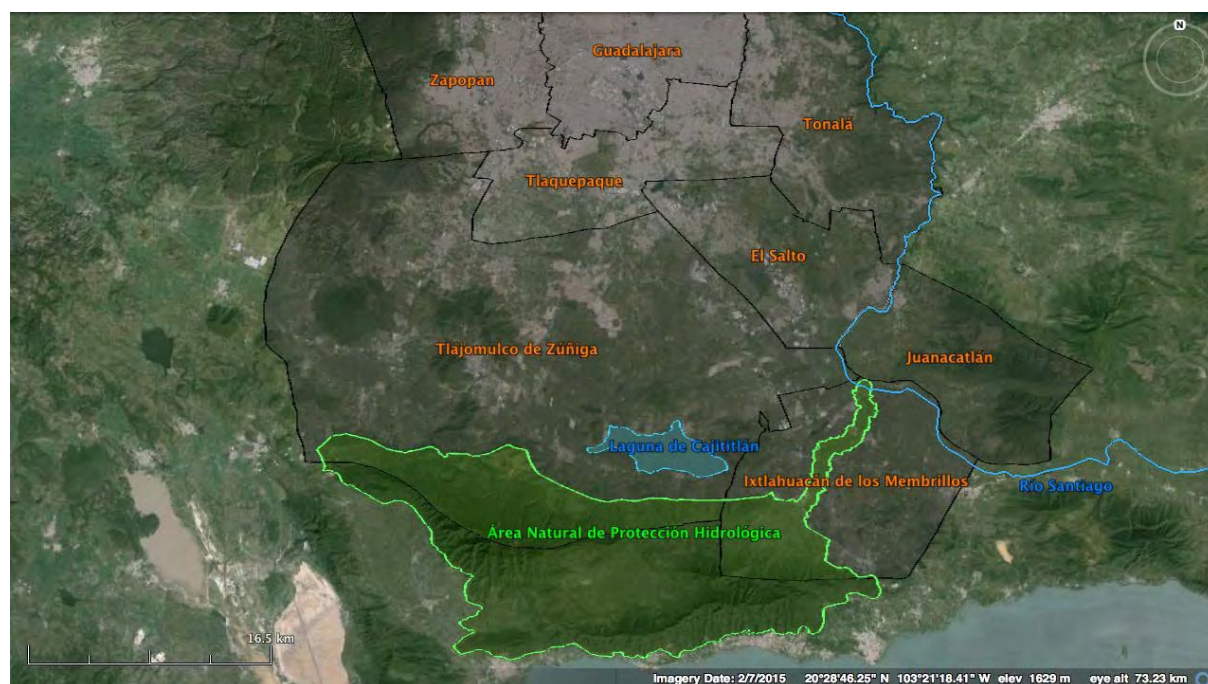 N
Guadalajara
Zapopan
Tonalá
Tlaquepaque
El Salto
Tlajomulco de Zúñiga
Juanacatlán
Laguna de Cajititlán
Ixtlahuacán de los Membrillos
Río Santiago
Área Natural de Protección Hidrológica
16.5 km
Imagery Date: 2/7/2015 20°28'46.25" N 103°21'18.41" W elev 1629 m eye alt 73.23 km